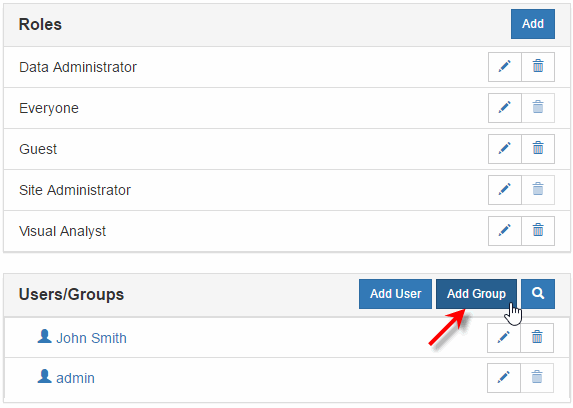 Roles Add
Data Administrator
Everyone
Guest
Site Administrator
Visual Analyst
Users/Groups Add User Add Group
John Smith
admin